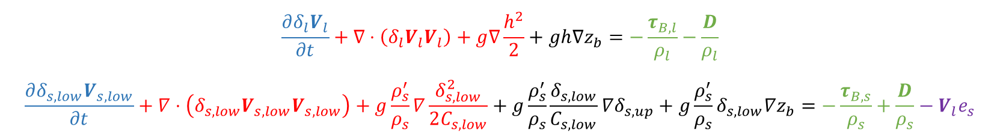 ∂δ_l V_l / ∂t + ∇ · (δ_l V_l V_l) + g∇ h²/2 + gh∇z_b = − τ_{B,l}/ρ_l − D/ρ_l
∂δ_{s,low} V_{s,low} / ∂t + ∇ · (δ_{s,low} V_{s,low} V_{s,low}) + g ρ′_s/ρ_s ∇ δ²_{s,low}/2C_{s,low} + g ρ′_s/ρ_s δ_{s,low}/C_{s,low} ∇δ_{s,up} + g ρ′_s/ρ_s δ_{s,low}∇z_b = − τ_{B,s}/ρ_s + D/ρ_s − V_l e_s